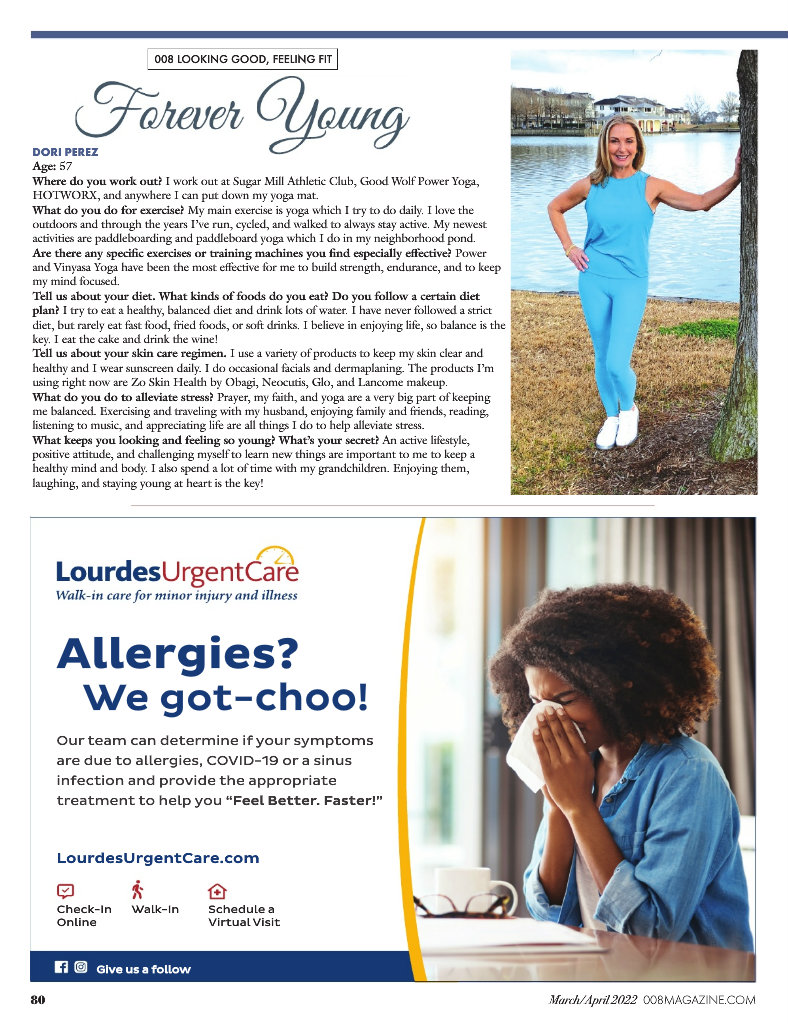 008 LOOKING GOOD, FEELING FIT
Forever Young
DORI PEREZ
Age: 57
Where do you work out? I work out at Sugar Mill Athletic Club, Good Wolf Power Yoga,
HOTWORX, and anywhere I can put down my yoga mat.
What do you do for exercise? My main exercise is yoga which I try to do daily. I love the
outdoors and through the years I’ve run, cycled, and walked to always stay active. My newest
activities are paddleboarding and paddleboard yoga which I do in my neighborhood pond.
Are there any specific exercises or training machines you find especially effective? Power
and Vinyasa Yoga have been the most effective for me to build strength, endurance, and to keep
my mind focused.
Tell us about your diet. What kinds of foods do you eat? Do you follow a certain diet
plan? I try to eat a healthy, balanced diet and drink lots of water. I have never followed a strict
diet, but rarely eat fast food, fried foods, or soft drinks. I believe in enjoying life, so balance is the
key. I eat the cake and drink the wine!
Tell us about your skin care regimen. I use a variety of products to keep my skin clear and
healthy and I wear sunscreen daily. I do occasional facials and dermaplaning. The products I’m
using right now are Zo Skin Health by Obagi, Neocutis, Glo, and Lancome makeup.
What do you do to alleviate stress? Prayer, my faith, and yoga are a very big part of keeping
me balanced. Exercising and traveling with my husband, enjoying family and friends, reading,
listening to music, and appreciating life are all things I do to help alleviate stress.
What keeps you looking and feeling so young? What’s your secret? An active lifestyle,
positive attitude, and challenging myself to learn new things are important to me to keep a
healthy mind and body. I also spend a lot of time with my grandchildren. Enjoying them,
laughing, and staying young at heart is the key!
LourdesUrgentCare
Walk-in care for minor injury and illness
Allergies?
We got-choo!
Our team can determine if your symptoms
are due to allergies, COVID-19 or a sinus
infection and provide the appropriate
treatment to help you “Feel Better. Faster!”
LourdesUrgentCare.com
Check-In Online
Walk-In
Schedule a Virtual Visit
Give us a follow
80
March/April 2022 008MAGAZINE.COM